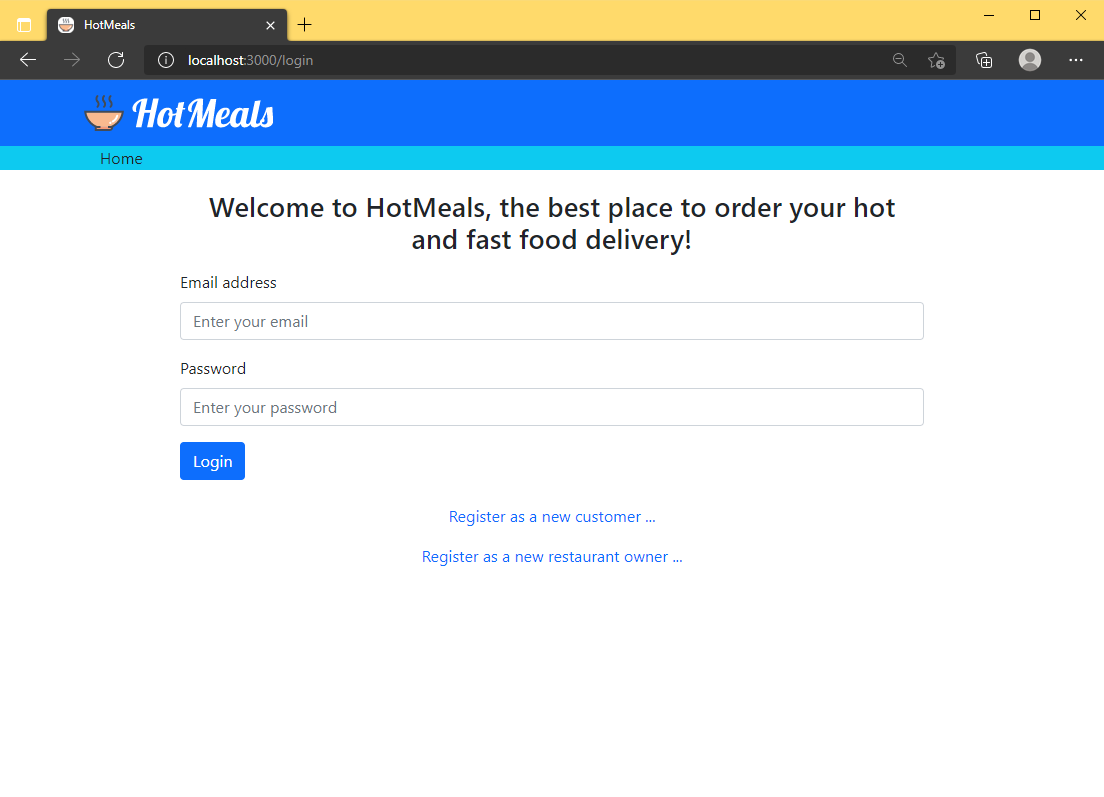 HotMeals
localhost:3000/login
HotMeals
Home
Welcome to HotMeals, the best place to order your hot
and fast food delivery!
Email address
Enter your email
Password
Enter your password
Login
Register as a new customer ...
Register as a new restaurant owner ...